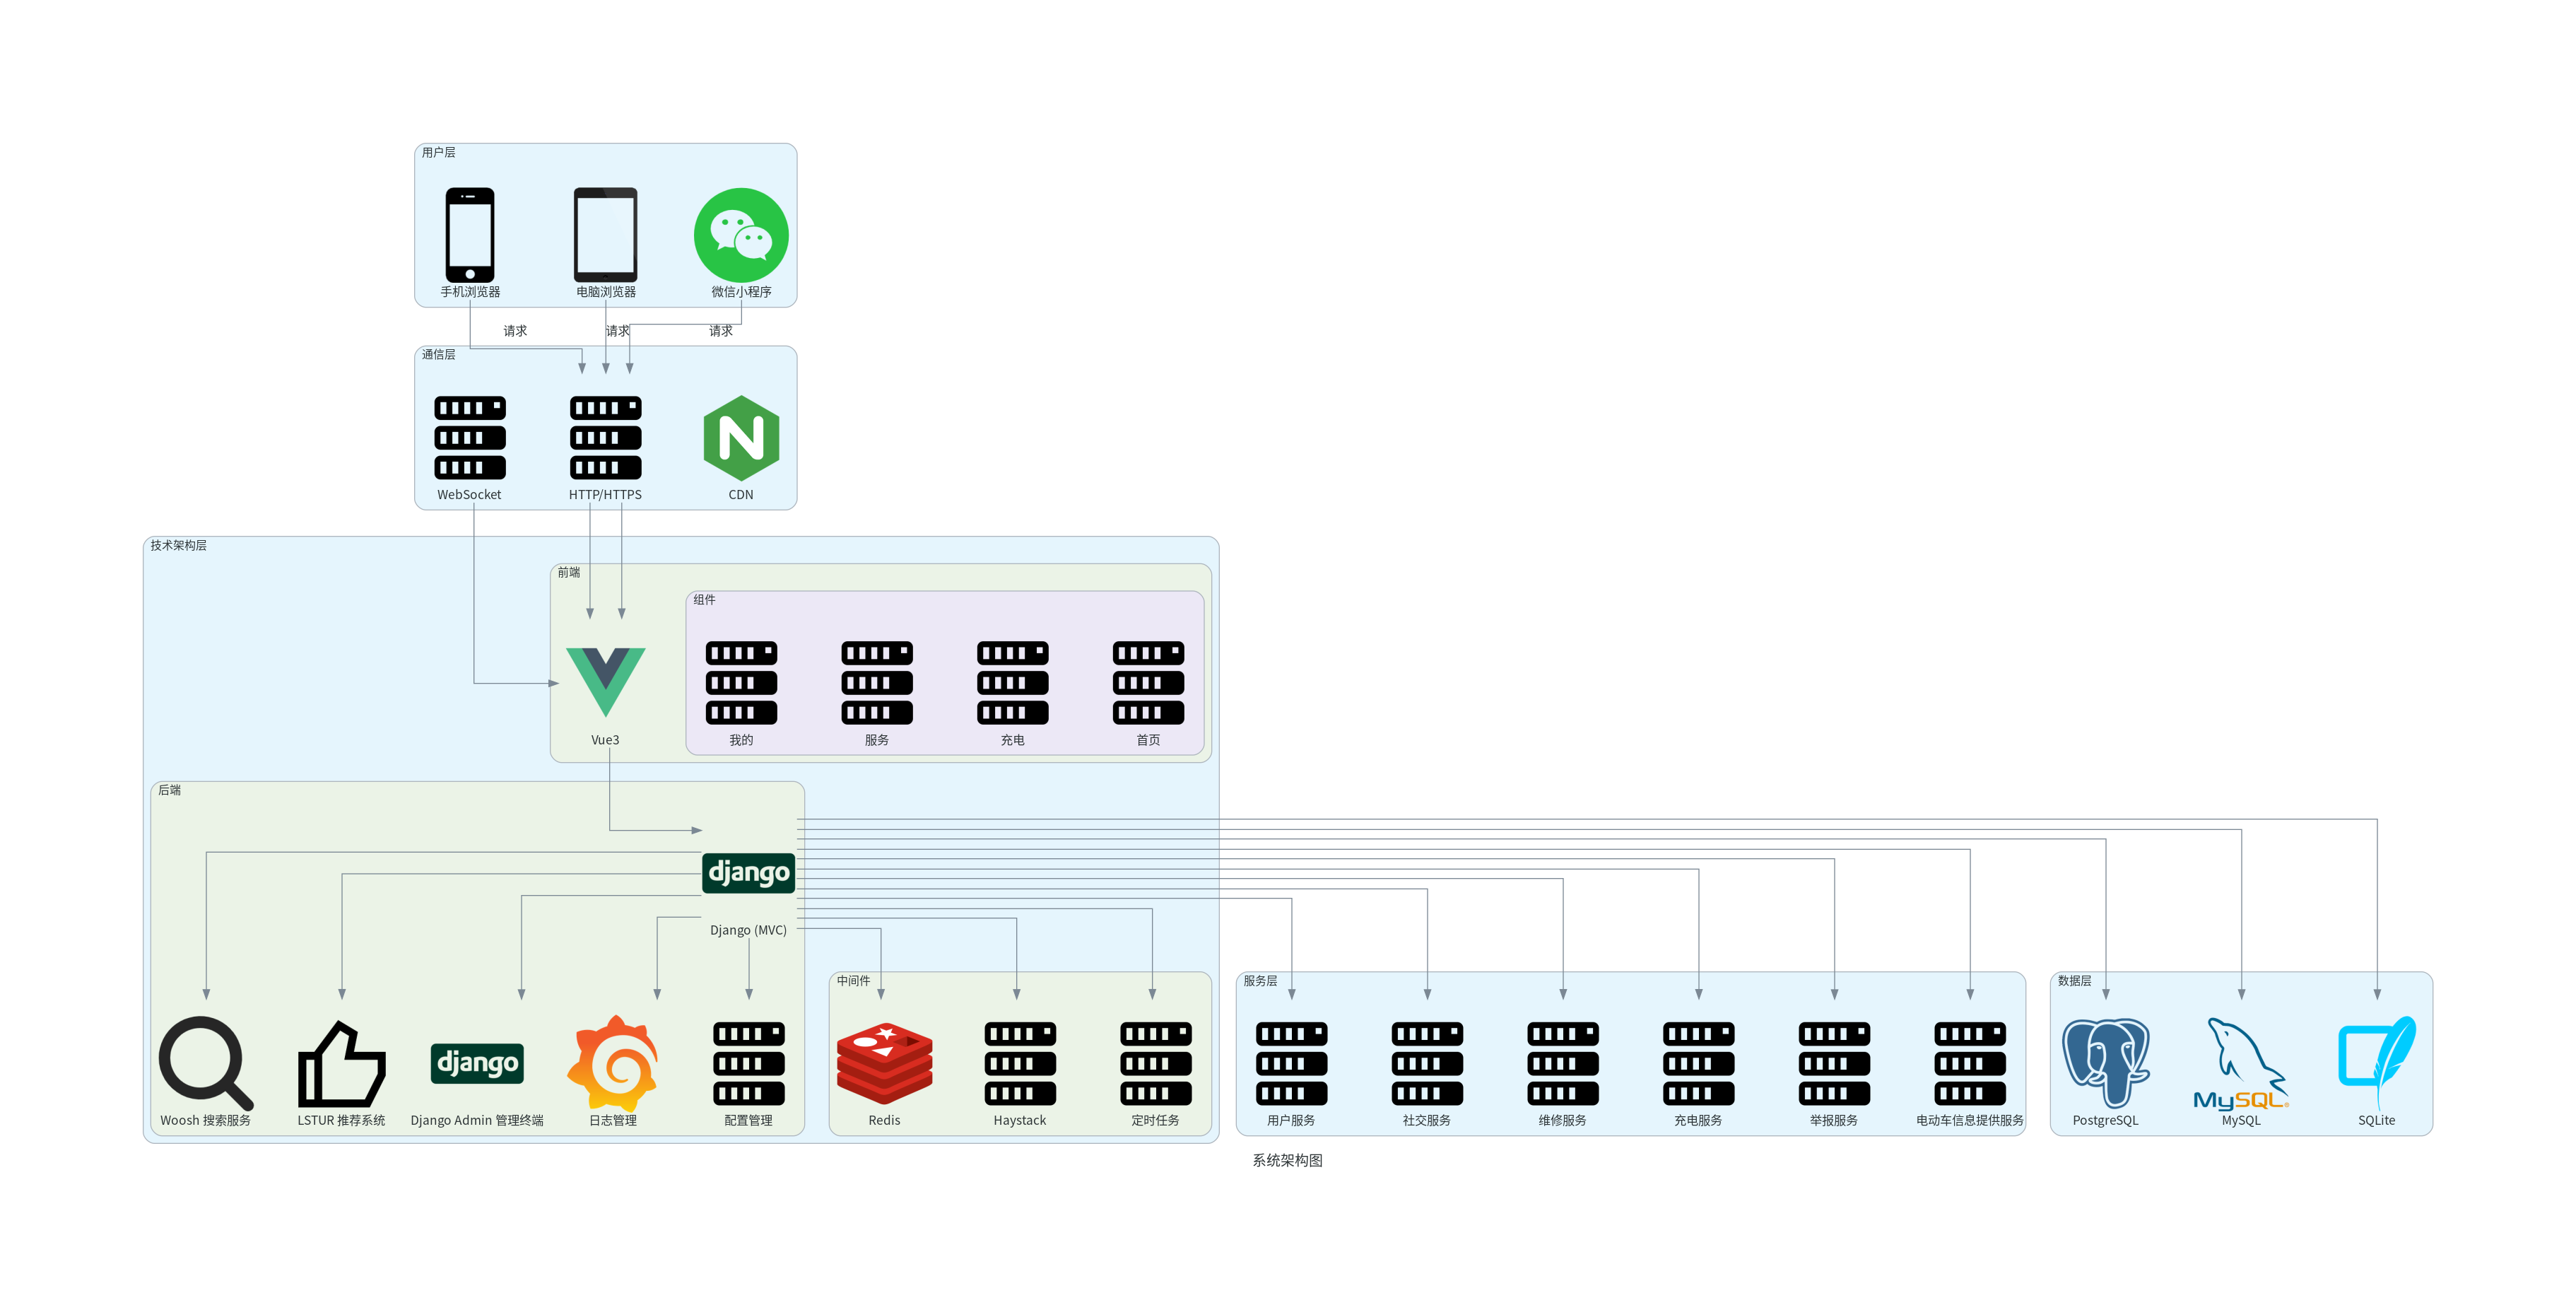 用户层
手机浏览器
电脑浏览器
微信小程序
请求
请求
请求
通信层
WebSocket
HTTP/HTTPS
CDN
技术架构层
前端
组件
Vue3
我的
服务
充电
首页
后端
django
Django (MVC)
Woosh 搜索服务
LSTUR 推荐系统
django
Django Admin 管理终端
日志管理
配置管理
中间件
Redis
Haystack
定时任务
服务层
用户服务
社交服务
维修服务
充电服务
举报服务
电动车信息提供服务
数据层
PostgreSQL
MySQL
MySQL
SQLite
系统架构图